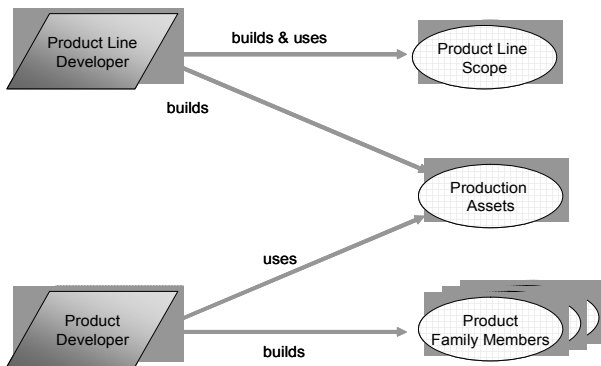 Product Line
Developer
builds & uses
Product Line
Scope
builds
Production
Assets
uses
Product
Developer
builds
Product
Family Members